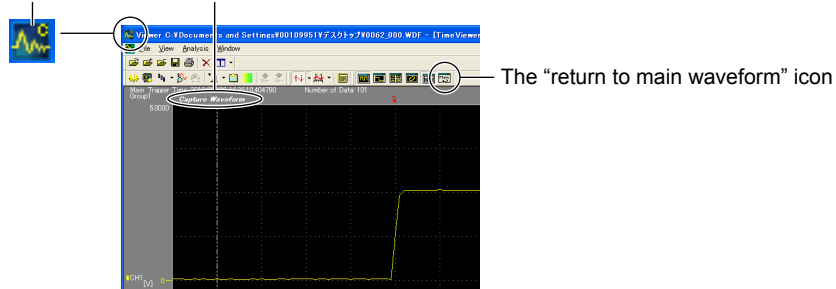 C
Viewer C:¥Documents and Settings¥00109951¥デスクトップ¥0062_000.WDF - [TimeViewer
File View Analysis Window
The “return to main waveform” icon
Main Trigger Time
Number of Data 101
Group1
Capture Waveform
5.0000
CH1
[V] 0